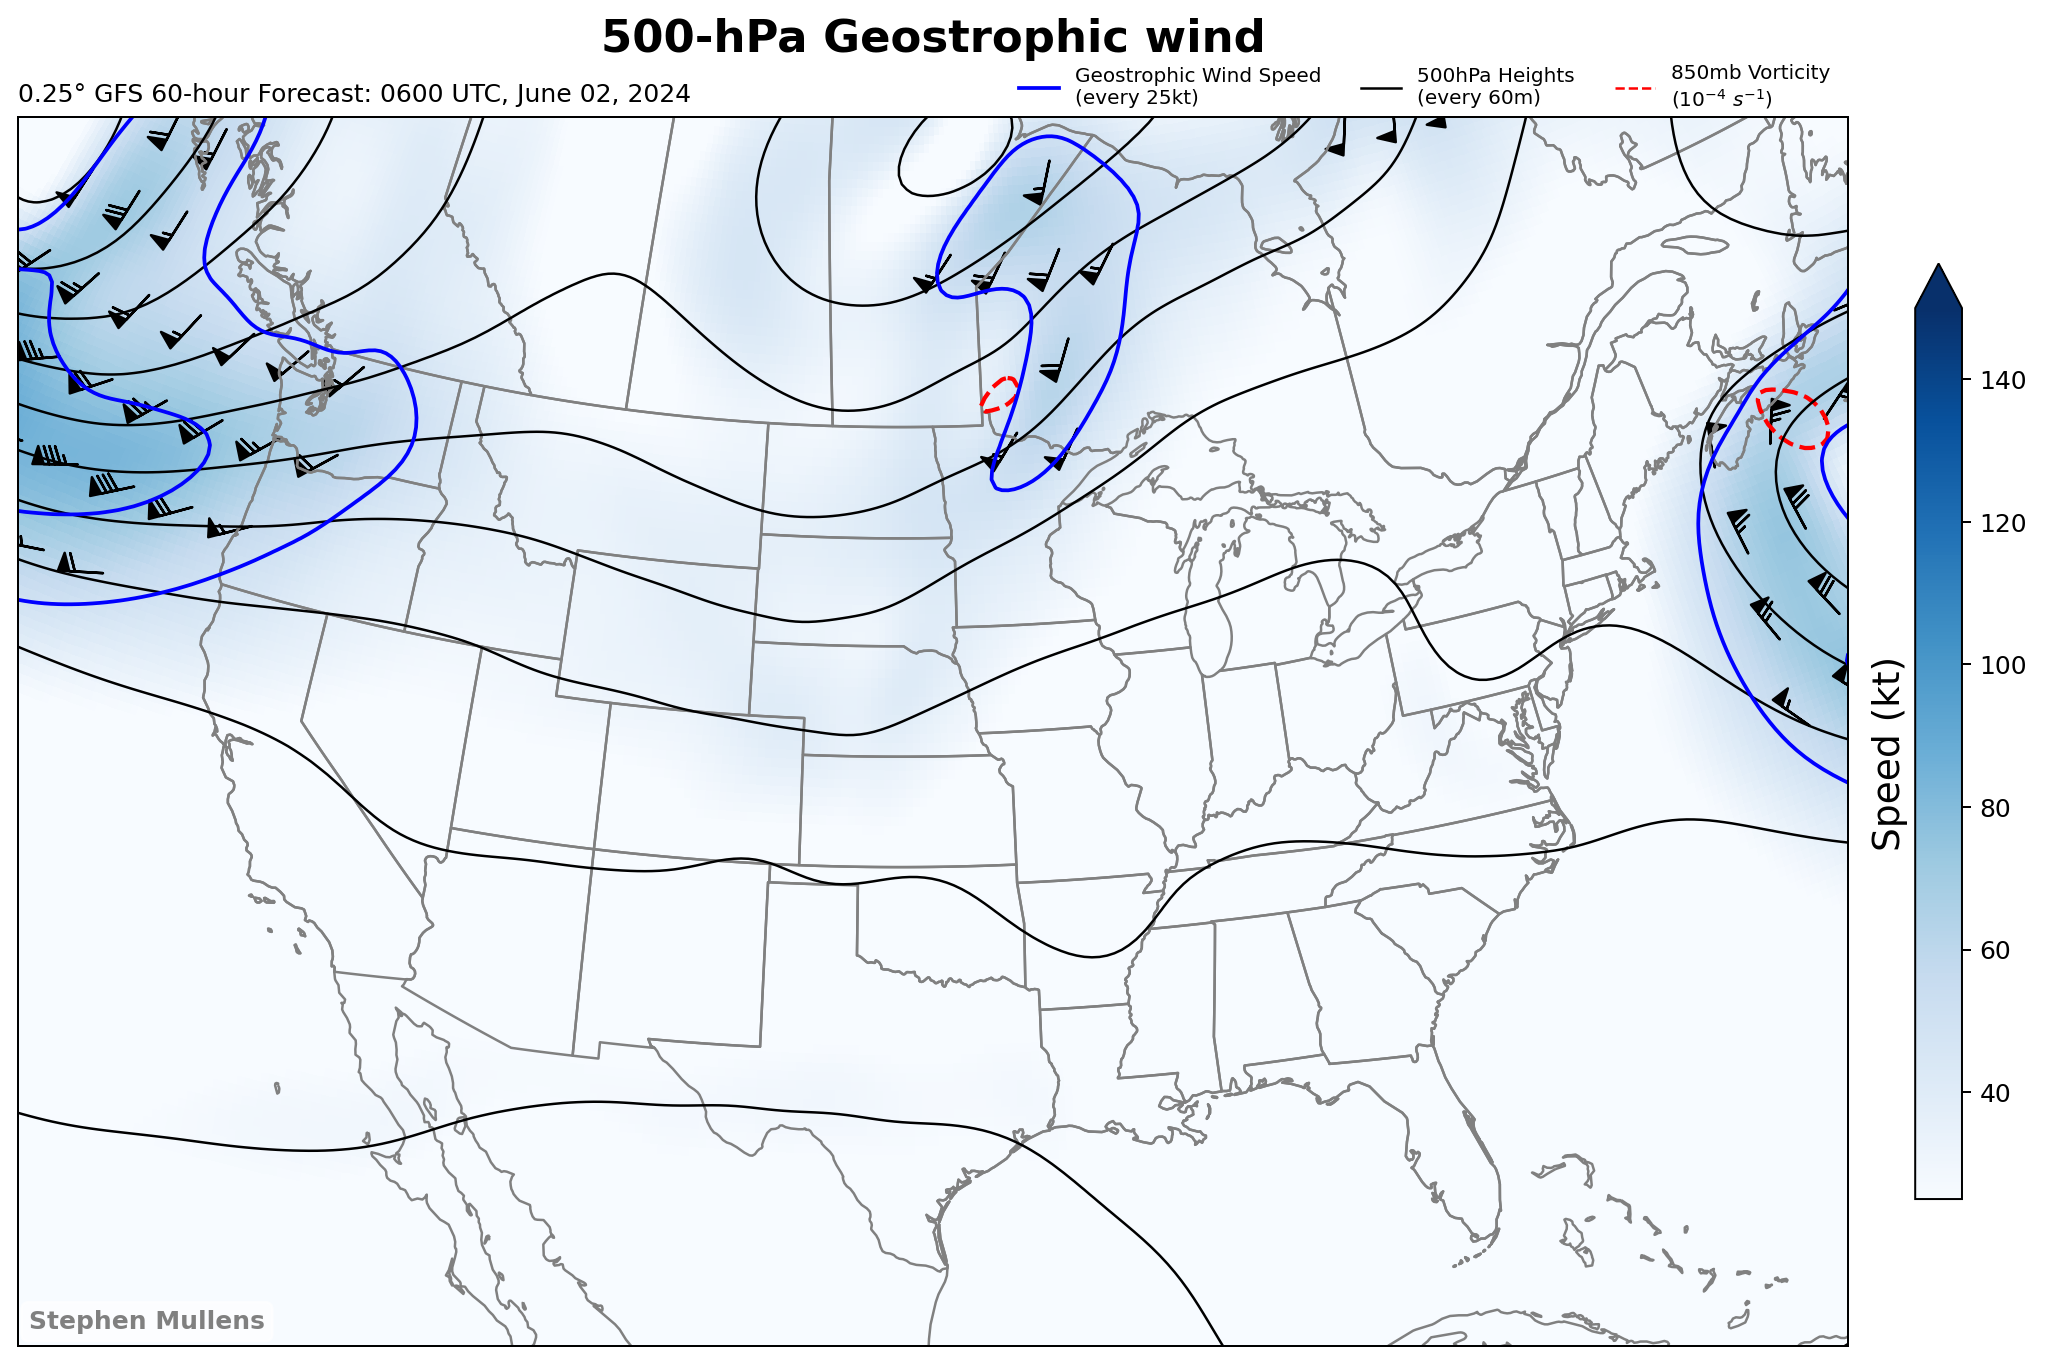 500-hPa Geostrophic wind
0.25° GFS 60-hour Forecast: 0600 UTC, June 02, 2024
Geostrophic Wind Speed
(every 25kt)
500hPa Heights
(every 60m)
850mb Vorticity
(10⁻⁴ s⁻¹)
140
120
100
80
60
40
Speed (kt)
Stephen Mullens